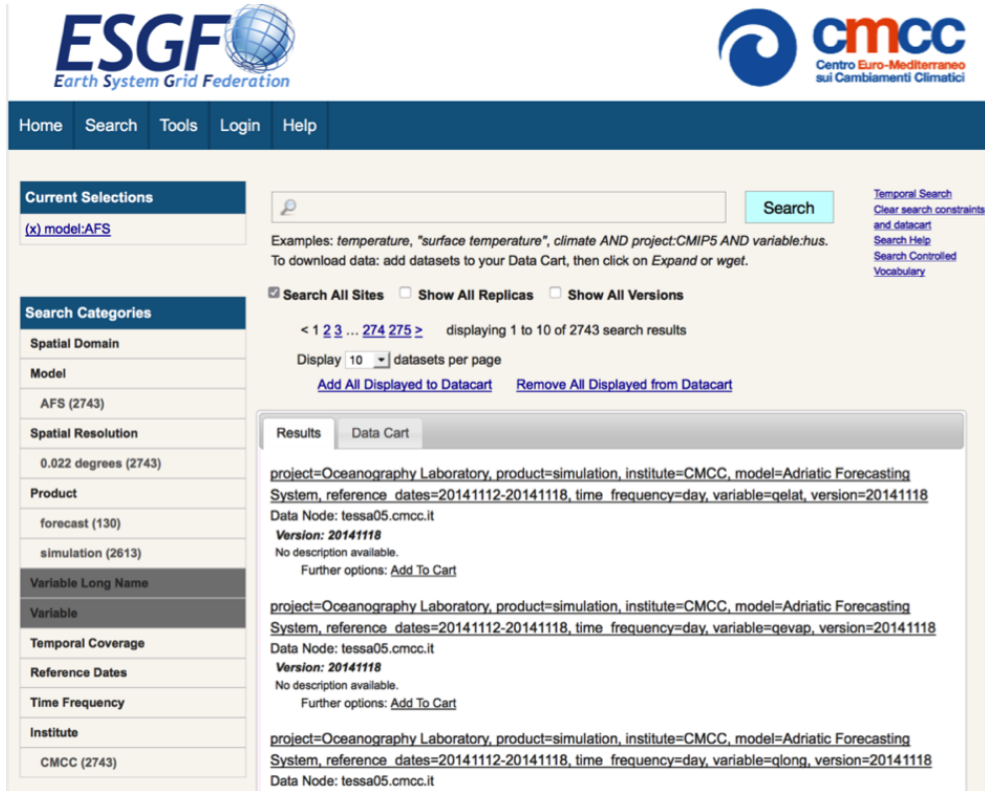 ESGF
Earth System Grid Federation
cmcc
Centro Euro-Mediterraneo
sui Cambiamenti Climatici
Home Search Tools Login Help
Current Selections
(x) model:AFS
Search
Temporal Search
Clear search constraints
and datacart
Search Help
Search Controlled
Vocabulary
Examples: temperature, "surface temperature", climate AND project:CMIP5 AND variable:hus.
To download data: add datasets to your Data Cart, then click on Expand or wget.
Search All Sites Show All Replicas Show All Versions
< 1 2 3 ... 274 275 > displaying 1 to 10 of 2743 search results
Display 10 datasets per page
Add All Displayed to Datacart Remove All Displayed from Datacart
Search Categories
Spatial Domain
Model
AFS (2743)
Spatial Resolution
0.022 degrees (2743)
Product
forecast (130)
simulation (2613)
Variable Long Name
Variable
Temporal Coverage
Reference Dates
Time Frequency
Institute
CMCC (2743)
Results Data Cart
project=Oceanography Laboratory, product=simulation, institute=CMCC, model=Adriatic Forecasting
System, reference_dates=20141112-20141118, time_frequency=day, variable=qelat, version=20141118
Data Node: tessa05.cmcc.it
Version: 20141118
No description available.
Further options: Add To Cart
project=Oceanography Laboratory, product=simulation, institute=CMCC, model=Adriatic Forecasting
System, reference_dates=20141112-20141118, time_frequency=day, variable=qevap, version=20141118
Data Node: tessa05.cmcc.it
Version: 20141118
No description available.
Further options: Add To Cart
project=Oceanography Laboratory, product=simulation, institute=CMCC, model=Adriatic Forecasting
System, reference_dates=20141112-20141118, time_frequency=day, variable=qlong, version=20141118
Data Node: tessa05.cmcc.it